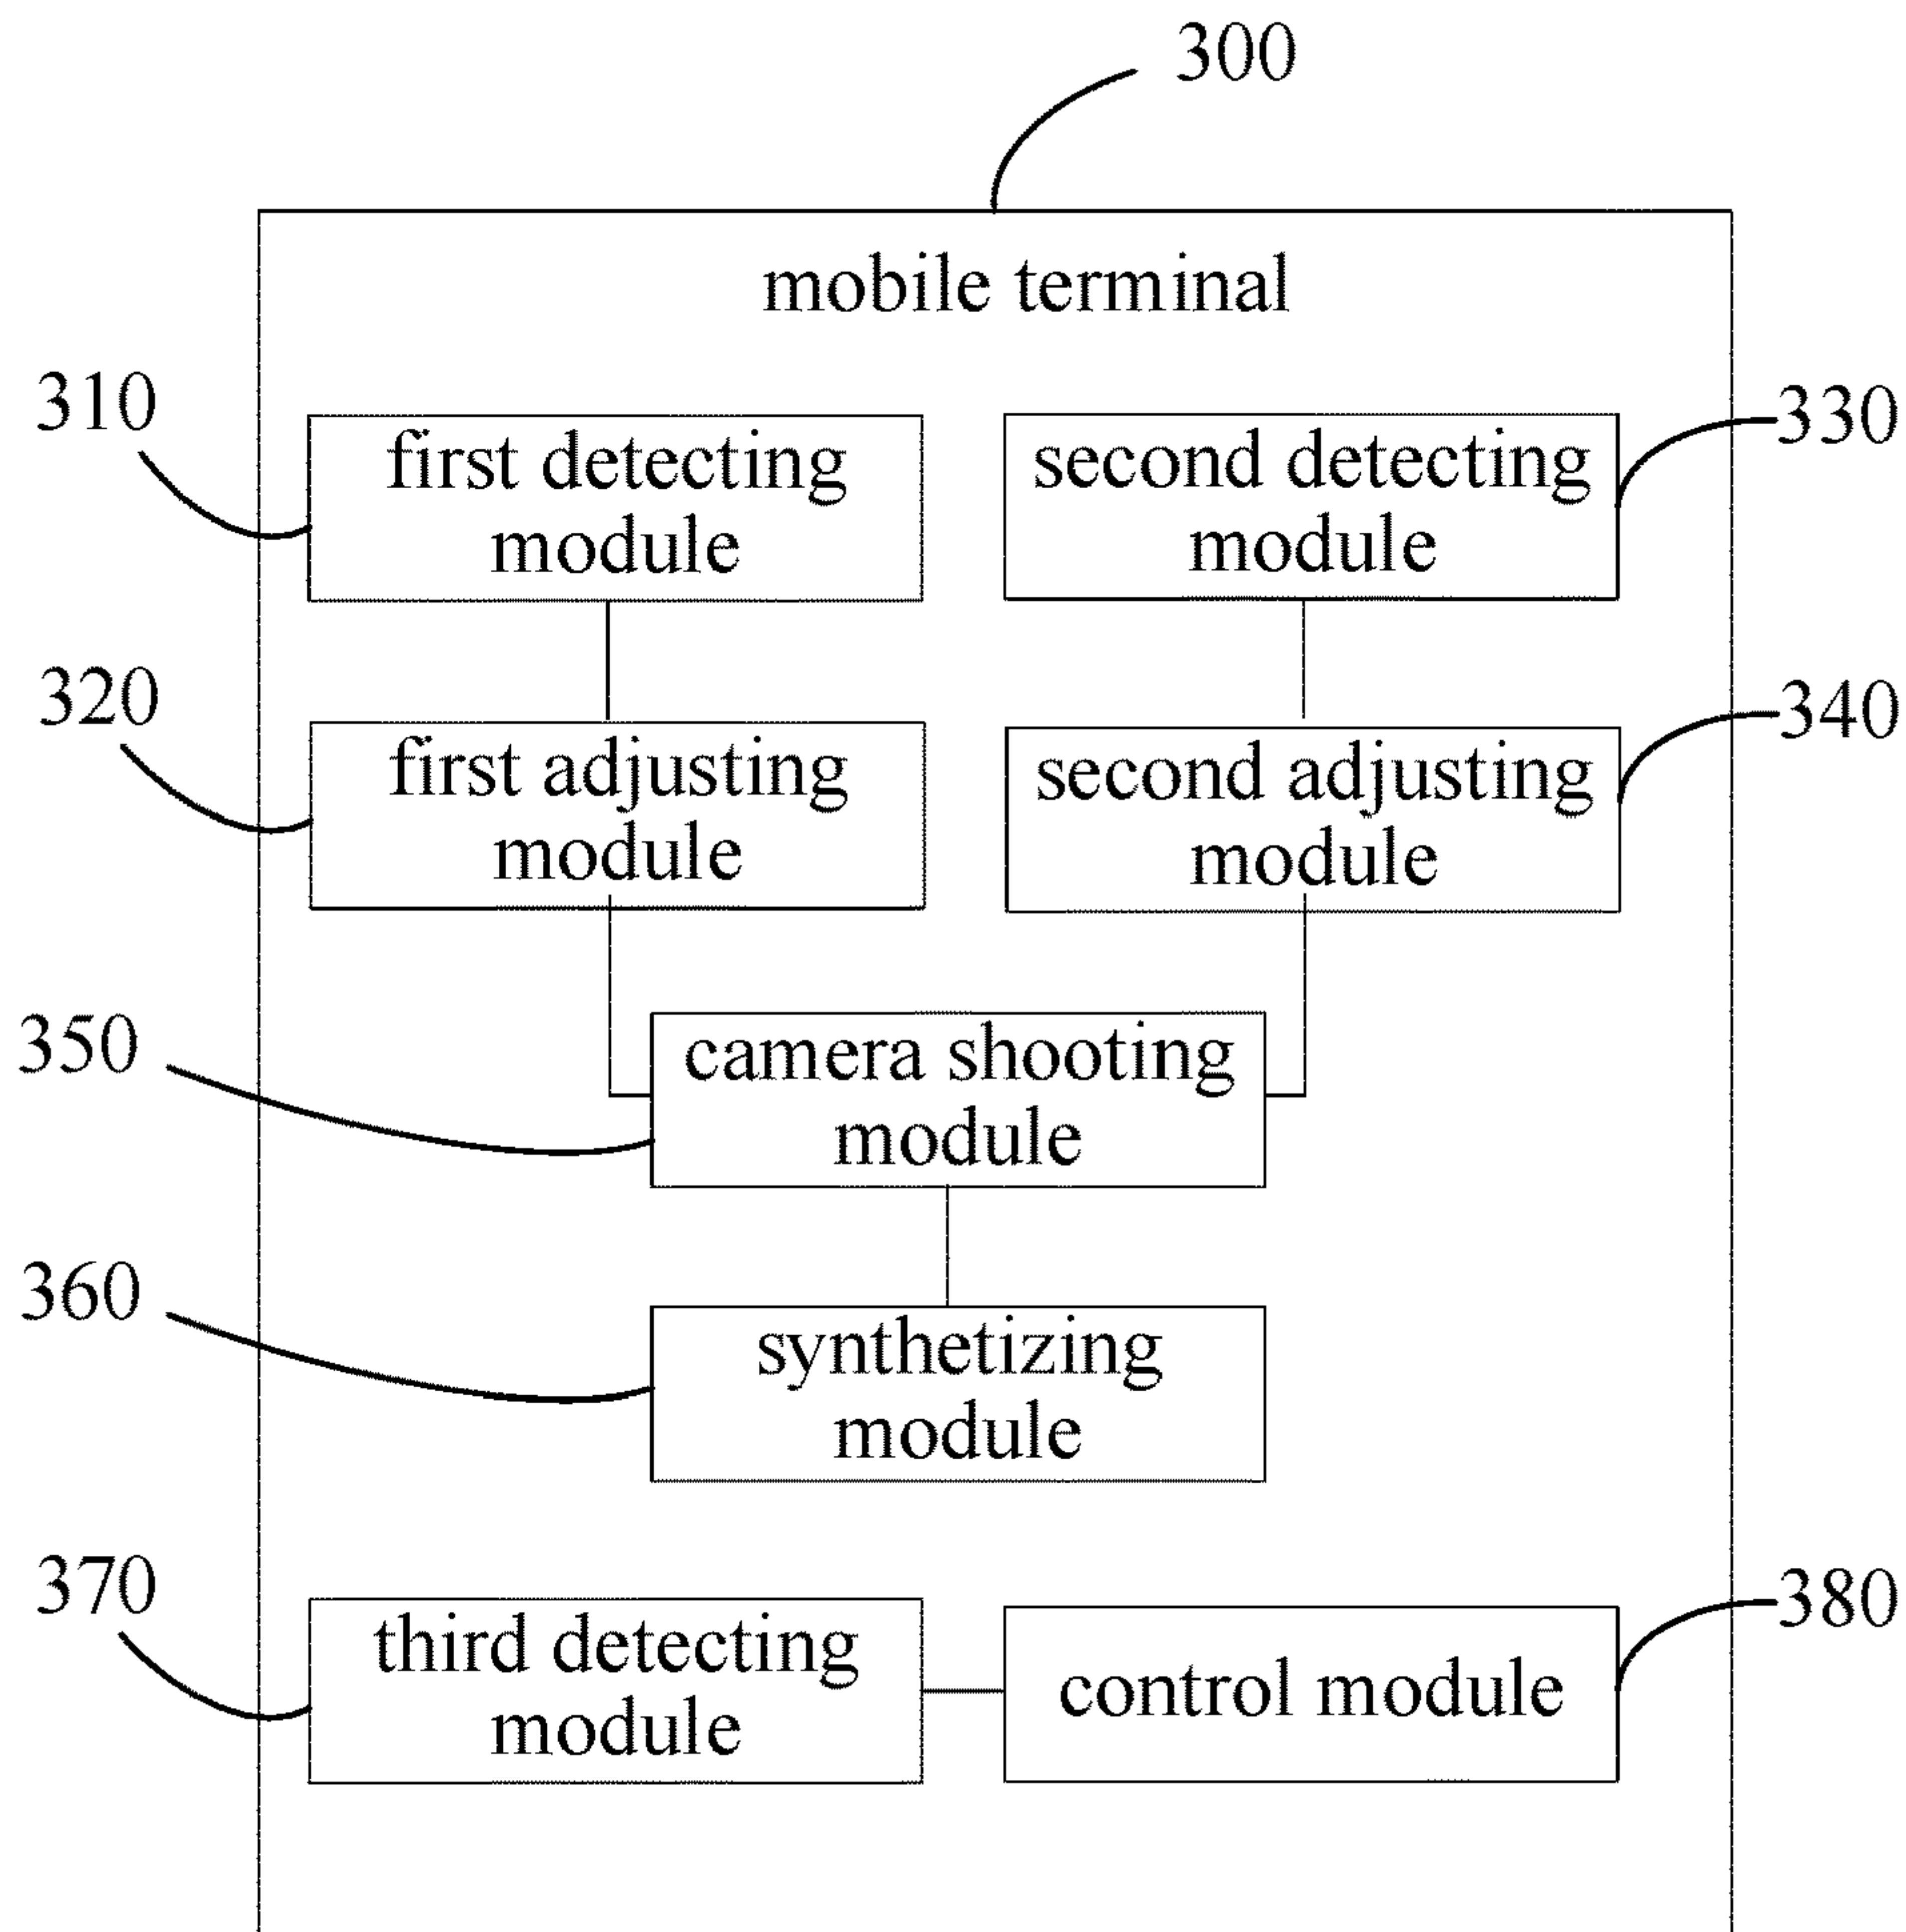 300
mobile terminal
310
first detecting
module
330
second detecting
module
320
first adjusting
module
340
second adjusting
module
350
camera shooting
module
360
synthetizing
module
370
third detecting
module
380
control module